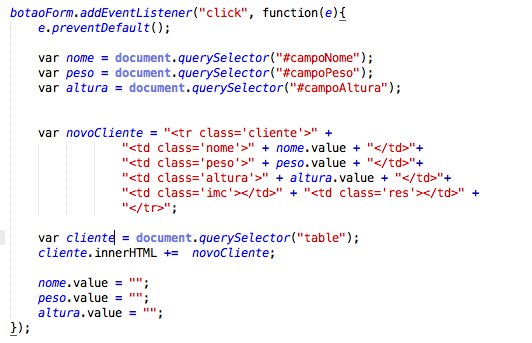 botaoForm.addEventListener("click", function(e){
    e.preventDefault();

    var nome = document.querySelector("#campoNome");
    var peso = document.querySelector("#campoPeso");
    var altura = document.querySelector("#campoAltura");


    var novoCliente = "<tr class='cliente'>" +
                "<td class='nome'>" + nome.value + "</td>"+
                "<td class='peso'>" + peso.value + "</td>"+
                "<td class='altura'>" + altura.value + "</td>"+
                "<td class='imc'></td>" + "<td class='res'></td>" +
                "</tr>";

    var cliente = document.querySelector("table");
    cliente.innerHTML +=  novoCliente;

    nome.value = "";
    peso.value = "";
    altura.value = "";
});